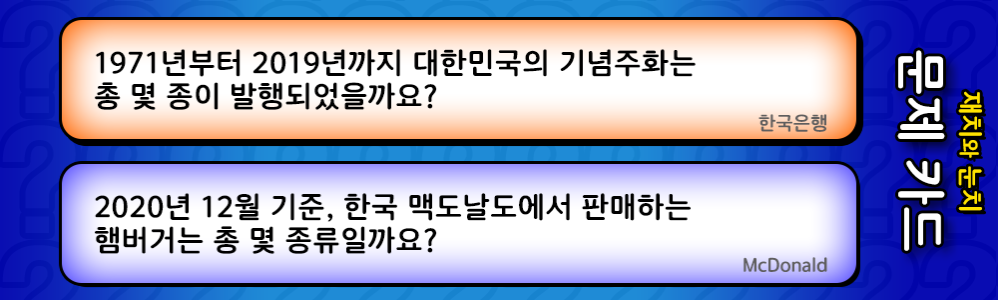 1971년부터 2019년까지 대한민국의 기념주화는
총 몇 종이 발행되었을까요?
한국은행
2020년 12월 기준, 한국 맥도날도에서 판매하는
햄버거는 총 몇 종류일까요?
McDonald
재치와 눈치
문제 카드